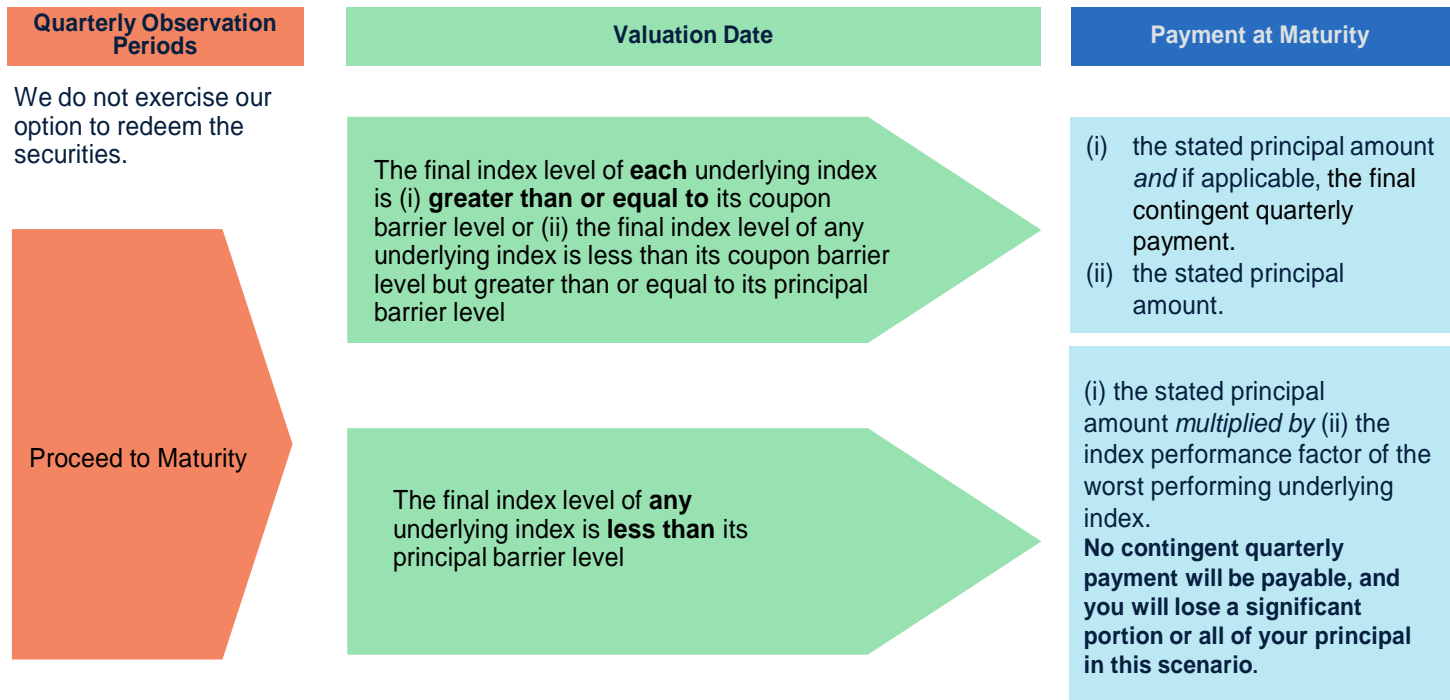 Quarterly Observation
Periods
Valuation Date
Payment at Maturity
We do not exercise our
option to redeem the
securities.
Proceed to Maturity
The final index level of each underlying index
is (i) greater than or equal to its coupon
barrier level or (ii) the final index level of any
underlying index is less than its coupon barrier
level but greater than or equal to its principal
barrier level
(i) the stated principal amount
and if applicable, the final
contingent quarterly
payment.
(ii) the stated principal
amount.
The final index level of any
underlying index is less than its
principal barrier level
(i) the stated principal
amount multiplied by (ii) the
index performance factor of the
worst performing underlying
index.
No contingent quarterly
payment will be payable, and
you will lose a significant
portion or all of your principal
in this scenario.